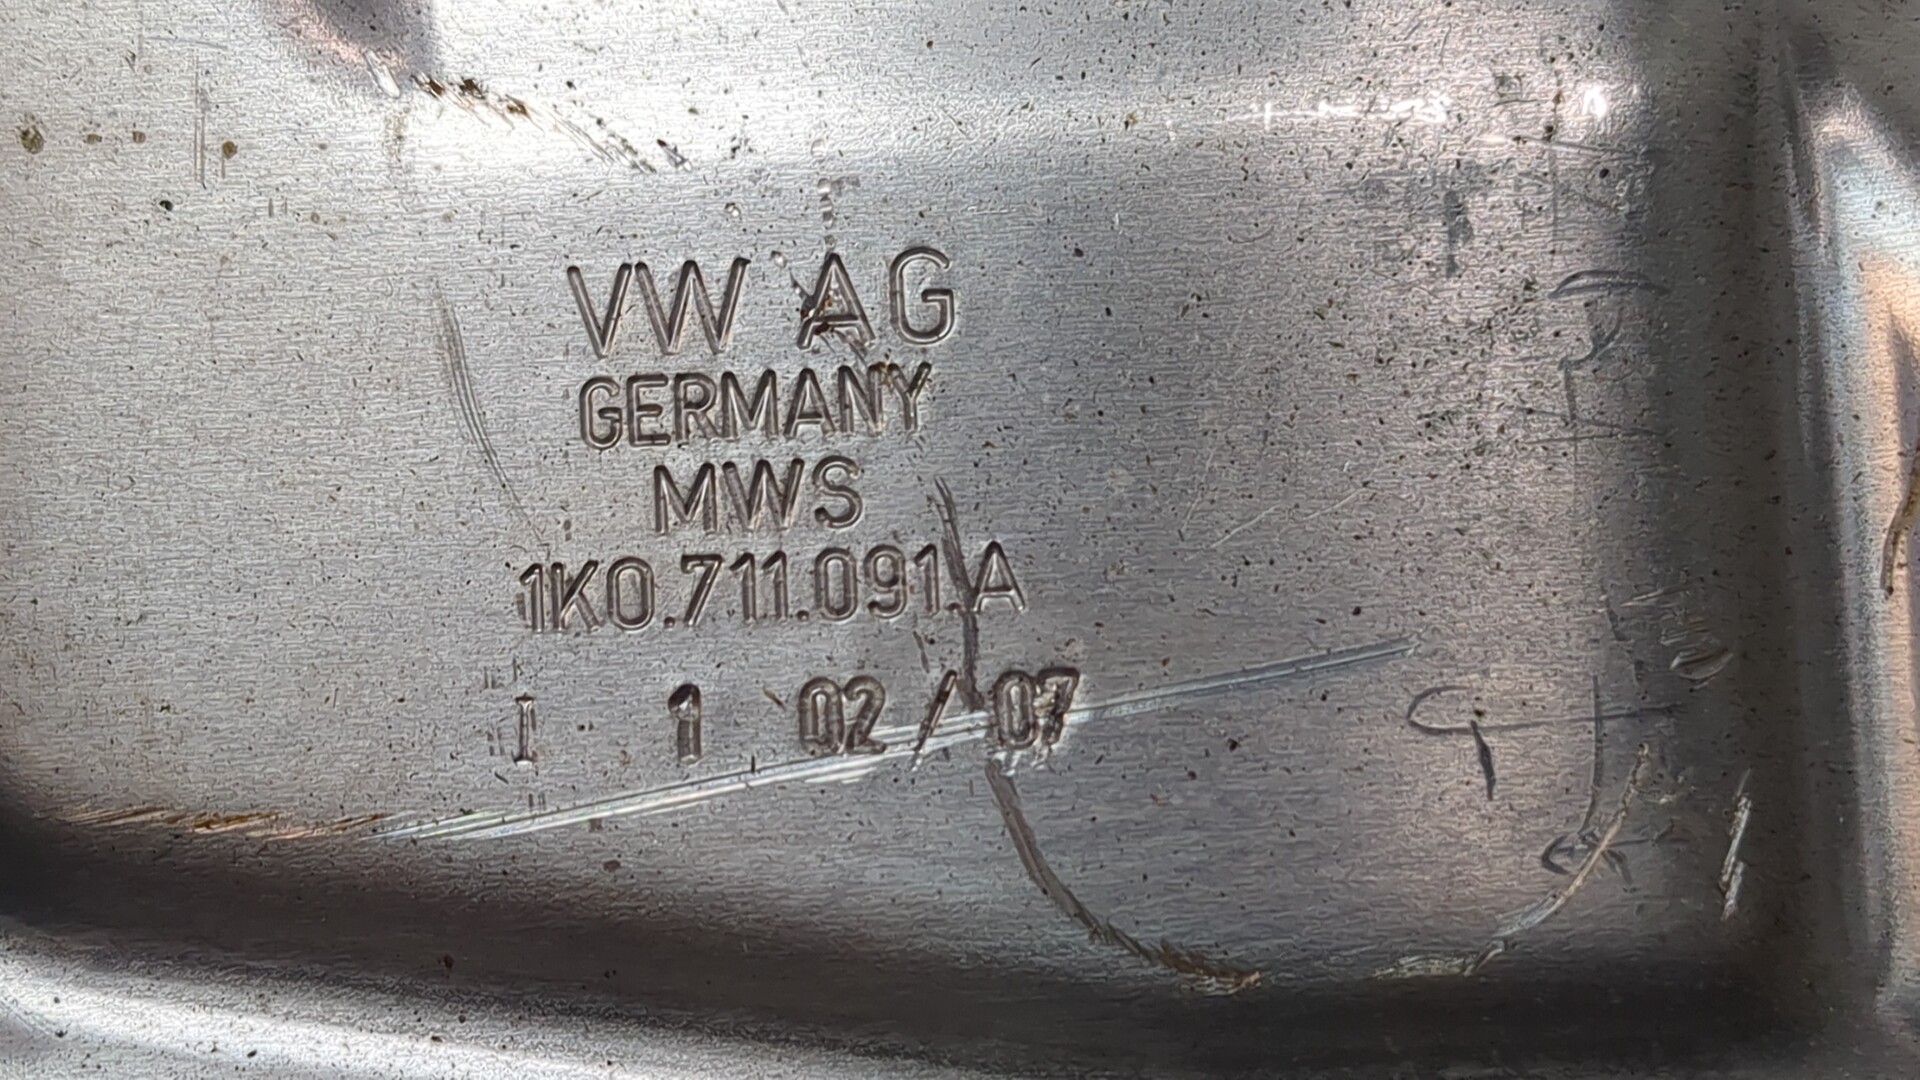 VW AG
GERMANY
MWS
1K0.711.091.A
I 1 02/07